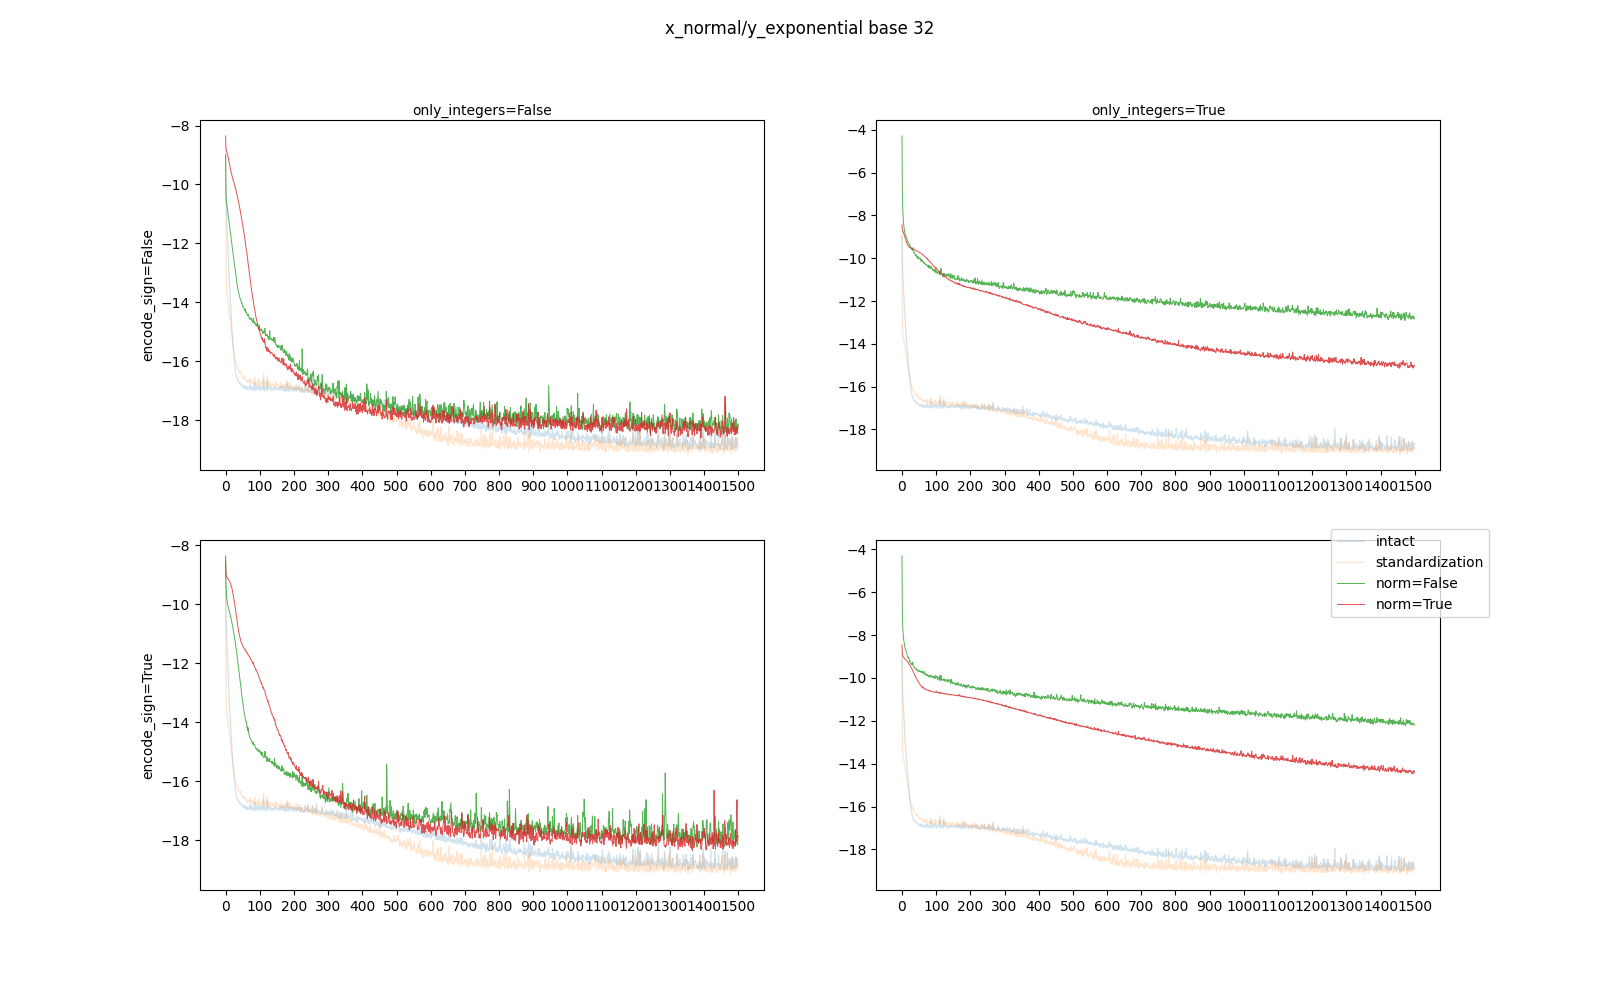 x_normal/y_exponential base 32
only_integers=False
only_integers=True
encode_sign=False
−8
−10
−12
−14
−16
−18
0 100 200 300 400 500 600 700 800 900 1000 1100 1200 1300 1400 1500
−4
−6
−8
−10
−12
−14
−16
−18
0 100 200 300 400 500 600 700 800 900 1000 1100 1200 1300 1400 1500
encode_sign=True
−8
−10
−12
−14
−16
−18
0 100 200 300 400 500 600 700 800 900 1000 1100 1200 1300 1400 1500
−4
−6
−8
−10
−12
−14
−16
−18
0 100 200 300 400 500 600 700 800 900 1000 1100 1200 1300 1400 1500
intact
standardization
norm=False
norm=True